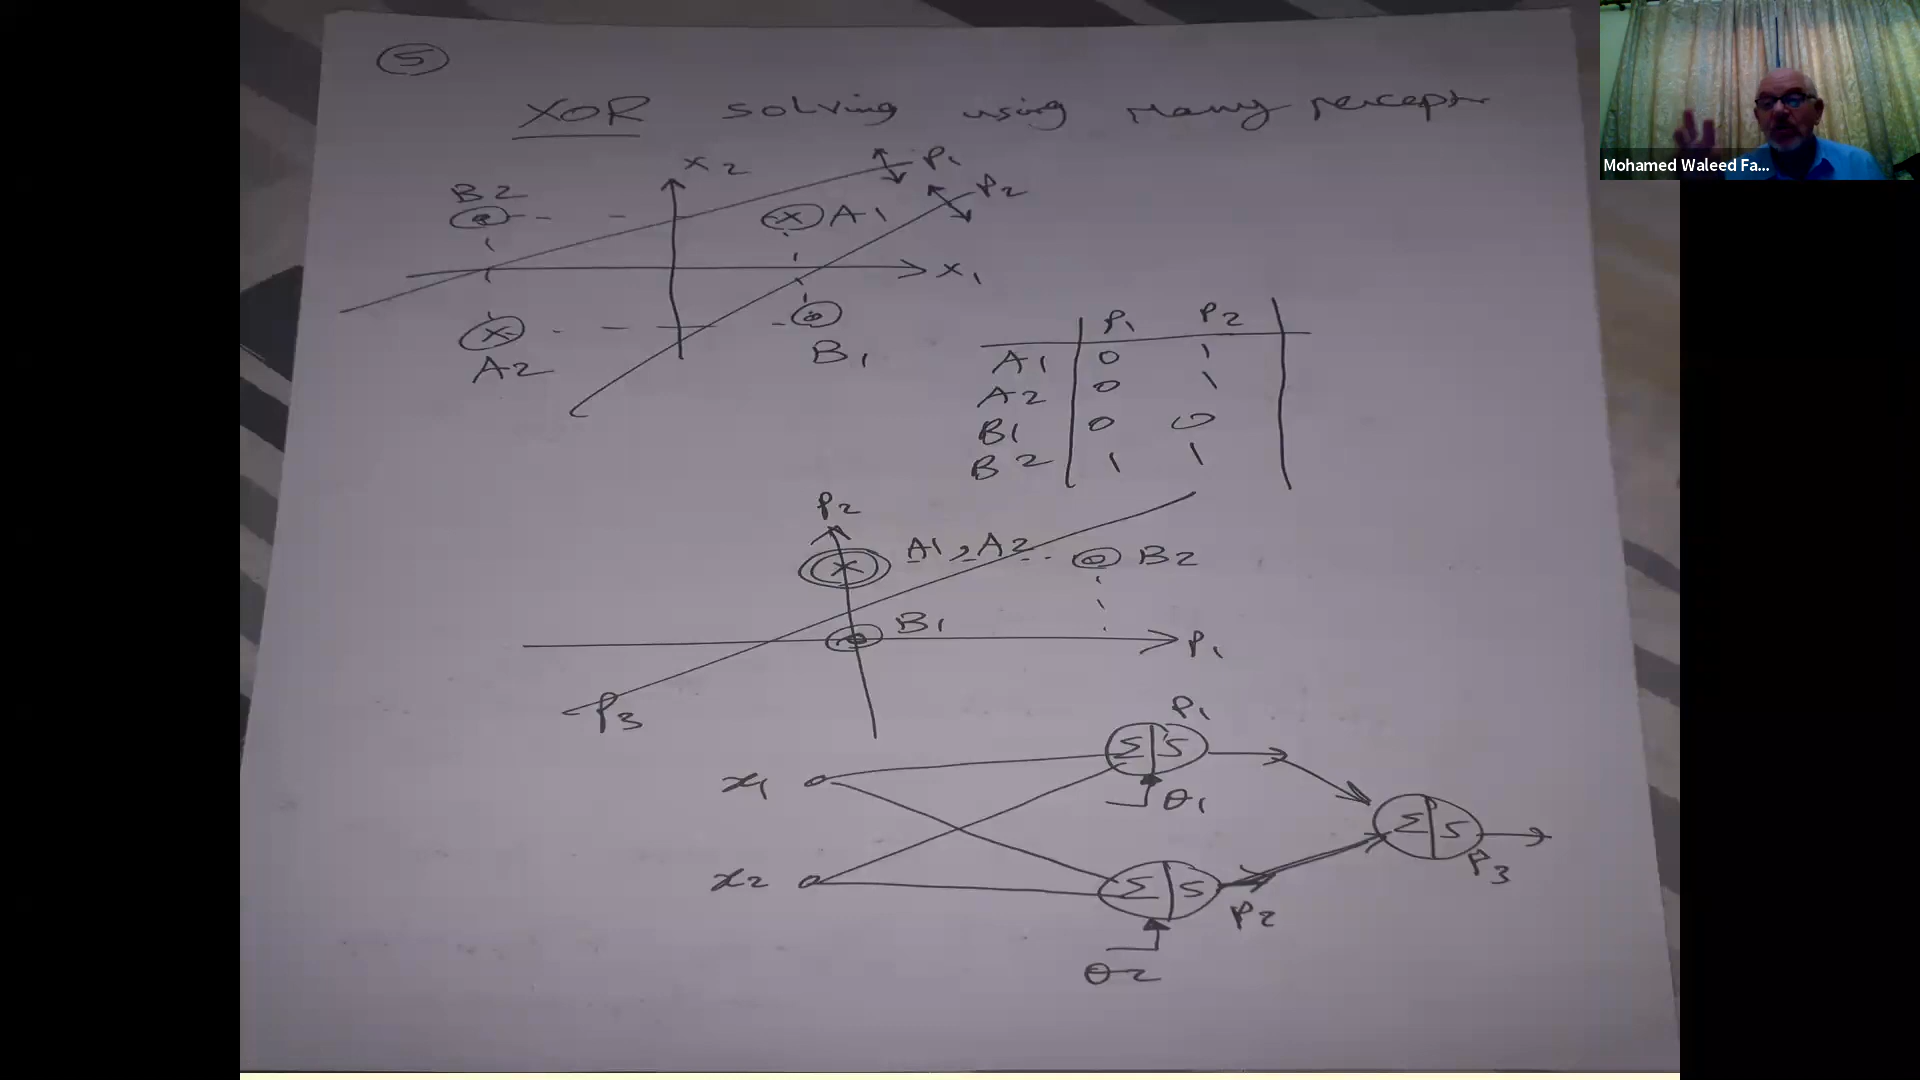 5
XOR solving using many percept
Mohamed Waleed Fa...
x2
P1
P2
B2
A1
x1
A2
B1
P1 P2
A1 0 1
A2 0 1
B1 0 0
B2 1 1
P2
A1, A2
B2
B1
P1
P3
P1
x1
Σ S
θ1
Σ S
P3
x2
Σ S
P2
θ2